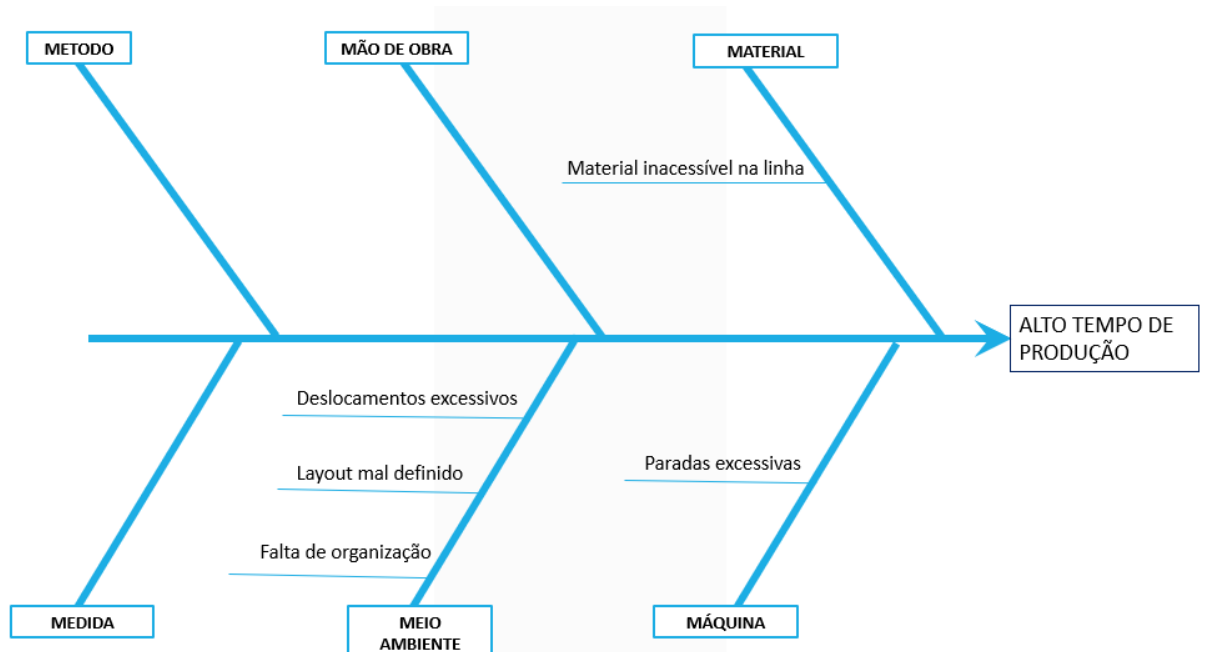 METODO
MÃO DE OBRA
MATERIAL
Material inacessível na linha
ALTO TEMPO DE
PRODUÇÃO
Deslocamentos excessivos
Layout mal definido
Paradas excessivas
Falta de organização
MEDIDA
MEIO
AMBIENTE
MÁQUINA